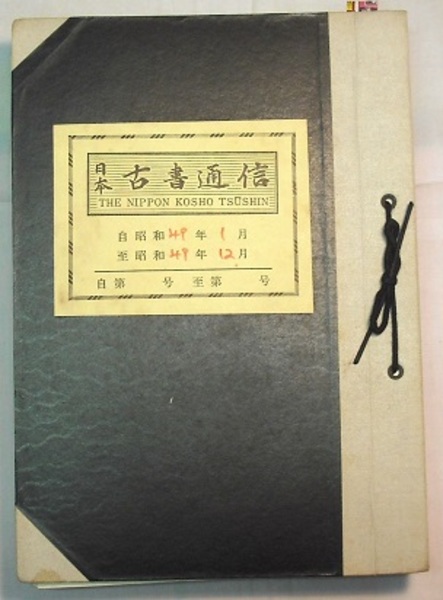 日本 古書通信
THE NIPPON KOSHO TSŪSHIN
自昭和49年1月
至昭和49年12月
自第 号 至第 号